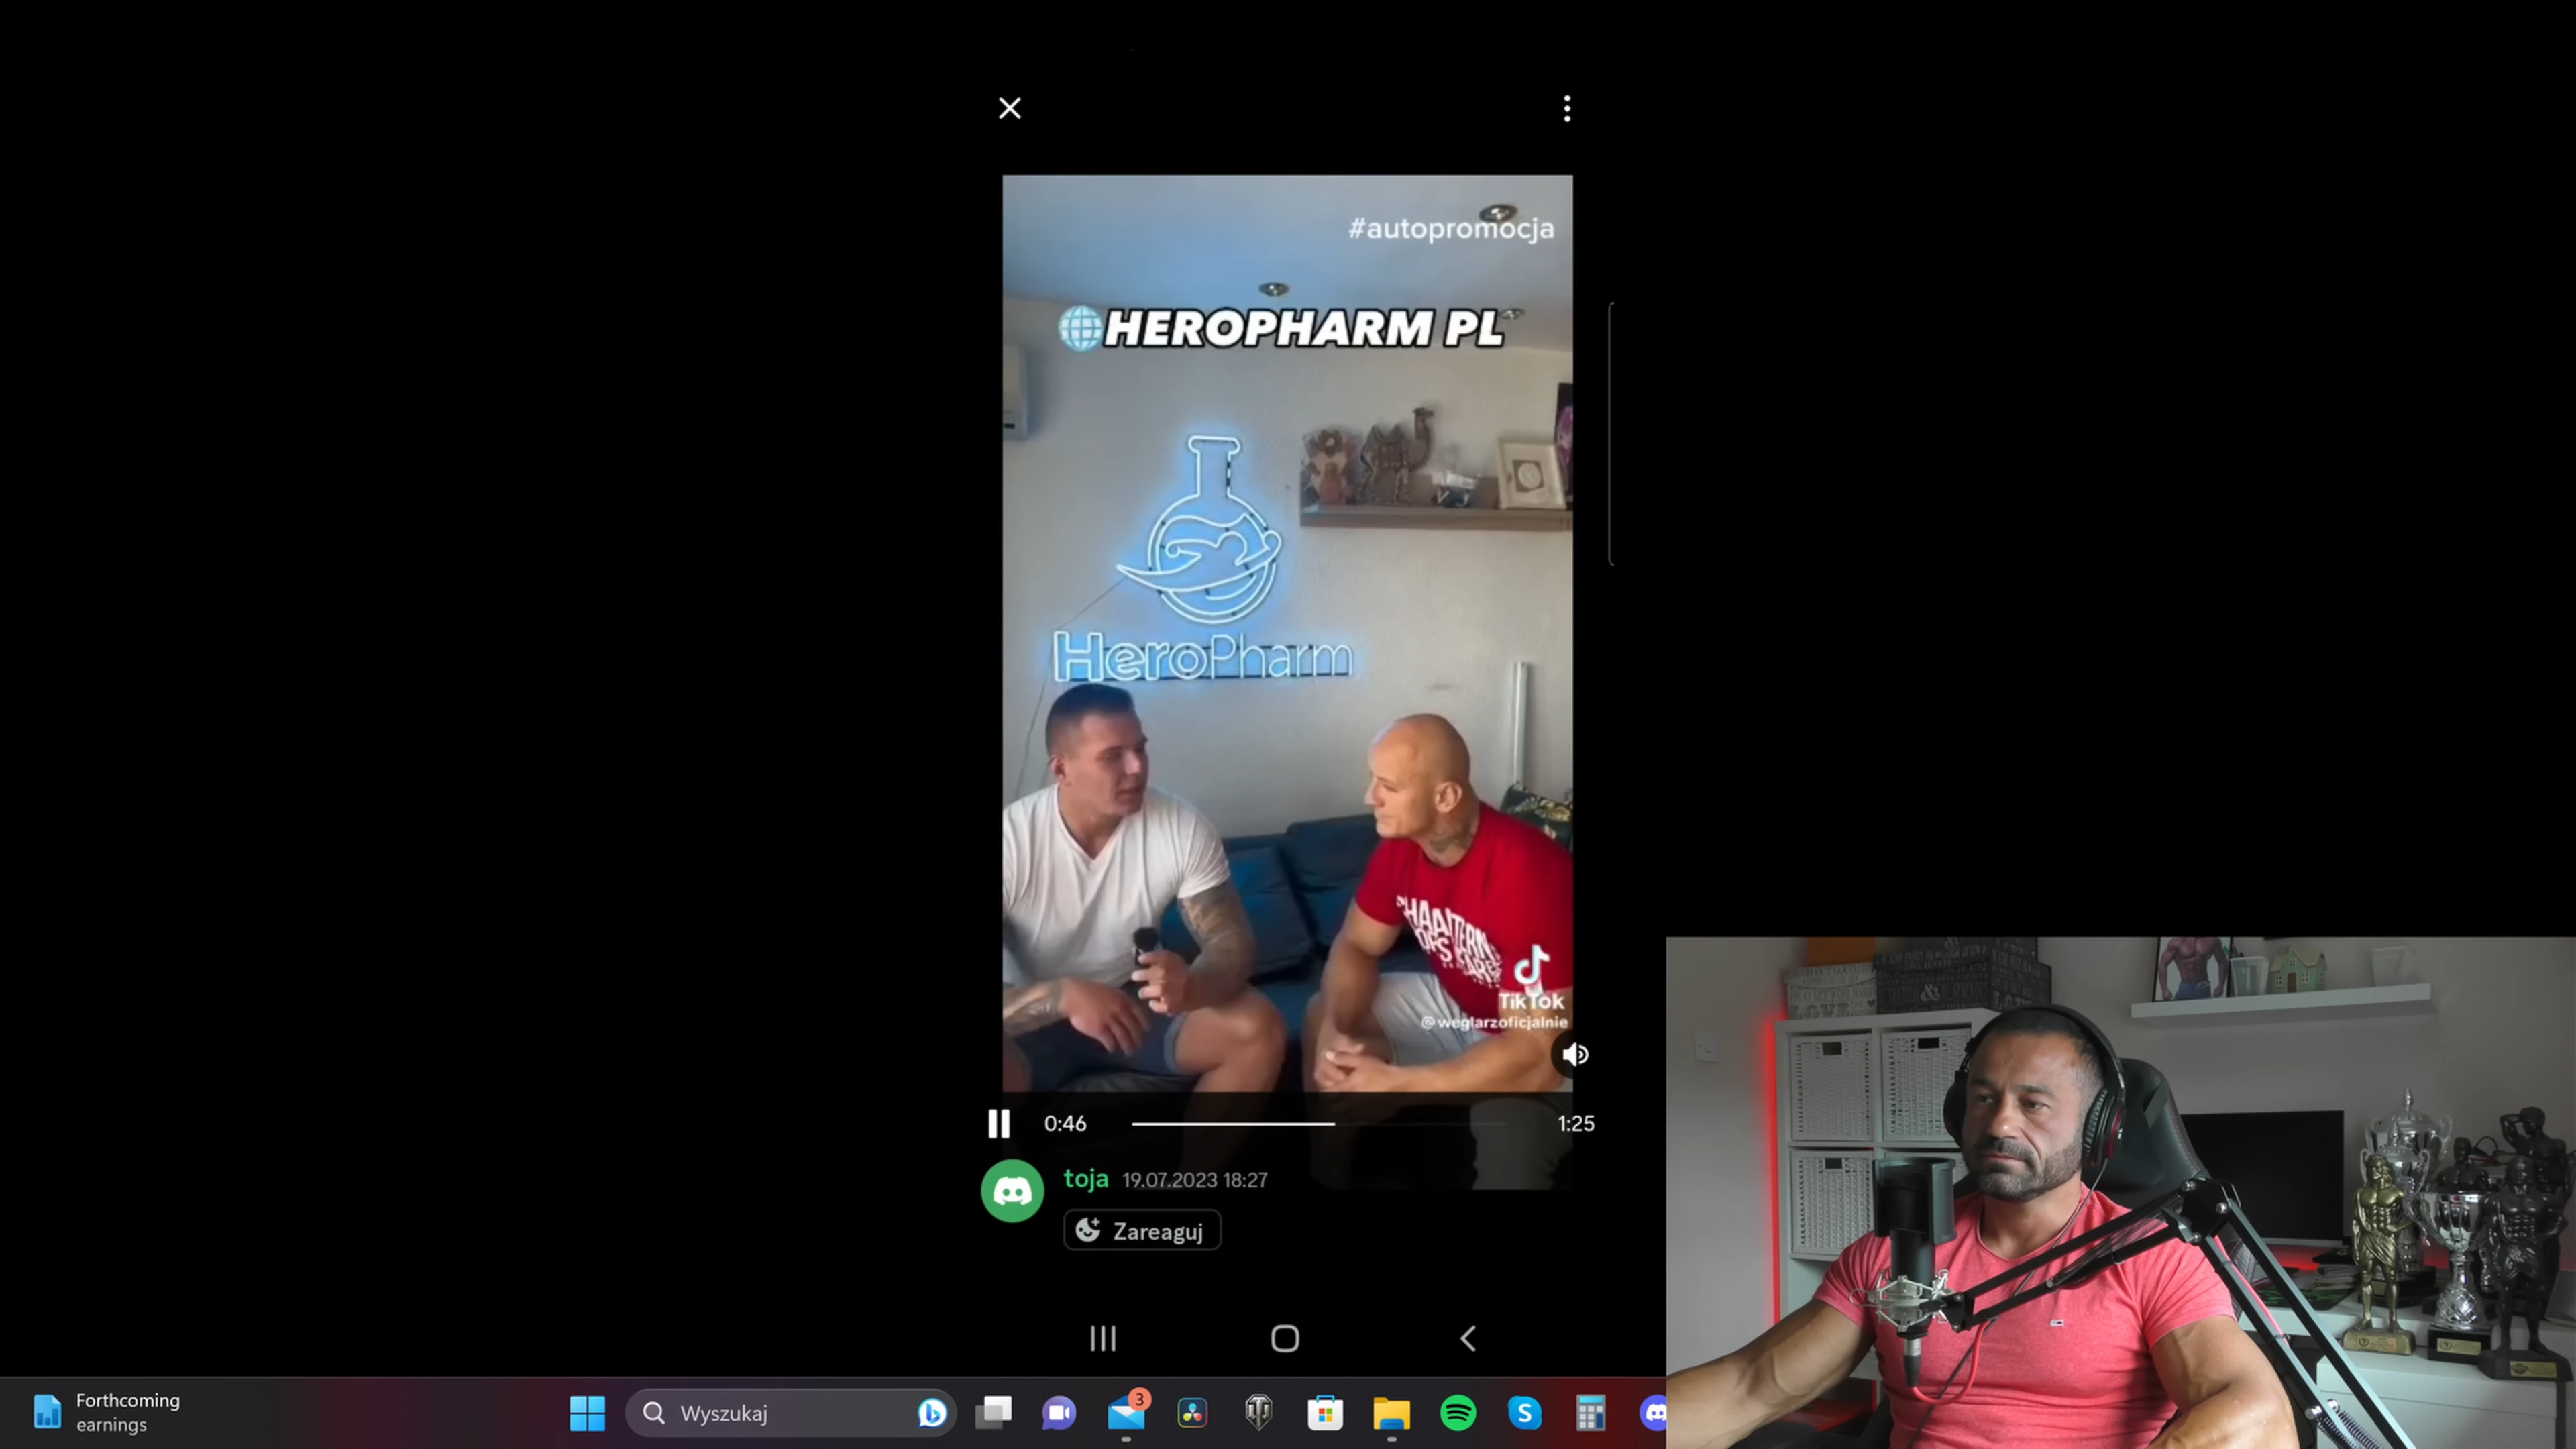 #autopromocja
HEROPHARM PL
HeroPharm
TikTok
@weglarzoficjalnie
0:46
1:25
toja 19.07.2023 18:27
Zareaguj
Forthcoming
earnings
Wyszukaj
3